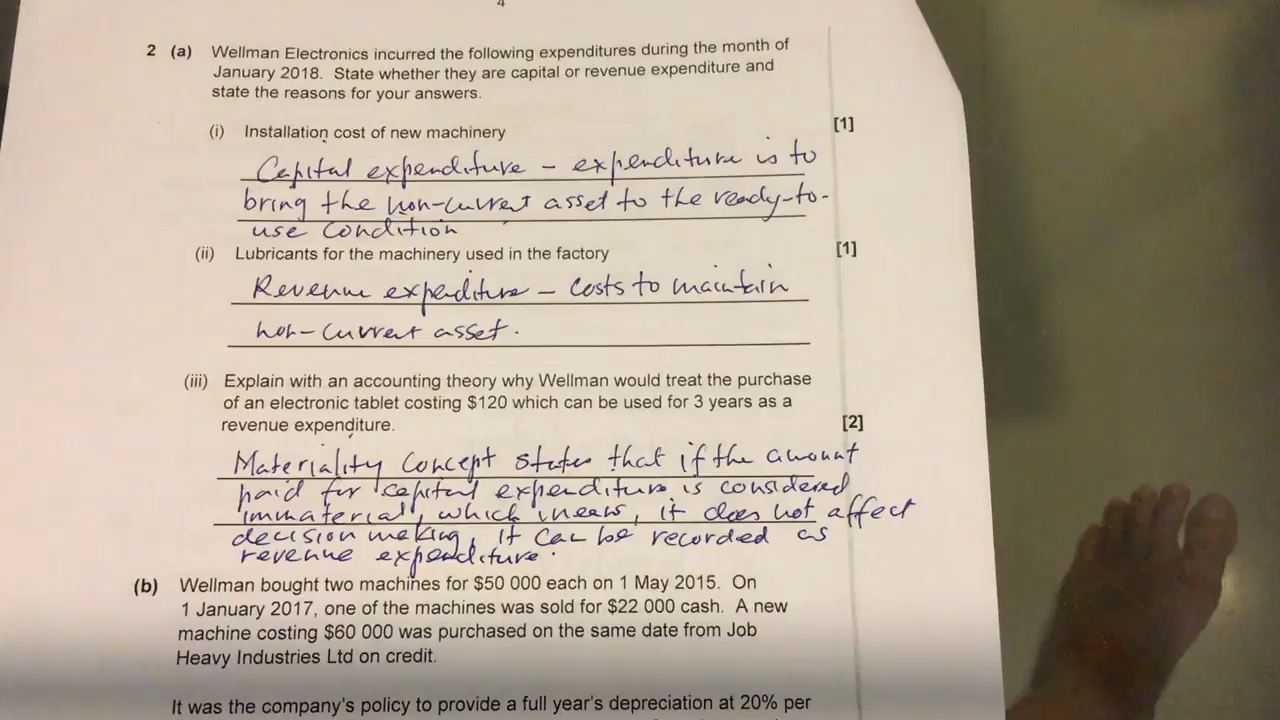 4
2 (a) Wellman Electronics incurred the following expenditures during the month of
January 2018. State whether they are capital or revenue expenditure and
state the reasons for your answers.
(i) Installation cost of new machinery [1]
Capital expenditure - expenditure is to
bring the non-current asset to the ready-to-
use condition
(ii) Lubricants for the machinery used in the factory [1]
Revenue expenditure - costs to maintain
non-current asset.
(iii) Explain with an accounting theory why Wellman would treat the purchase
of an electronic tablet costing $120 which can be used for 3 years as a
revenue expenditure. [2]
Materiality Concept states that if the amount
paid for capital expenditure is considered
immaterial, which means, it does not affect
decision making, it can be recorded as
revenue expenditure.
(b) Wellman bought two machines for $50 000 each on 1 May 2015. On
1 January 2017, one of the machines was sold for $22 000 cash. A new
machine costing $60 000 was purchased on the same date from Job
Heavy Industries Ltd on credit.
It was the company's policy to provide a full year's depreciation at 20% per